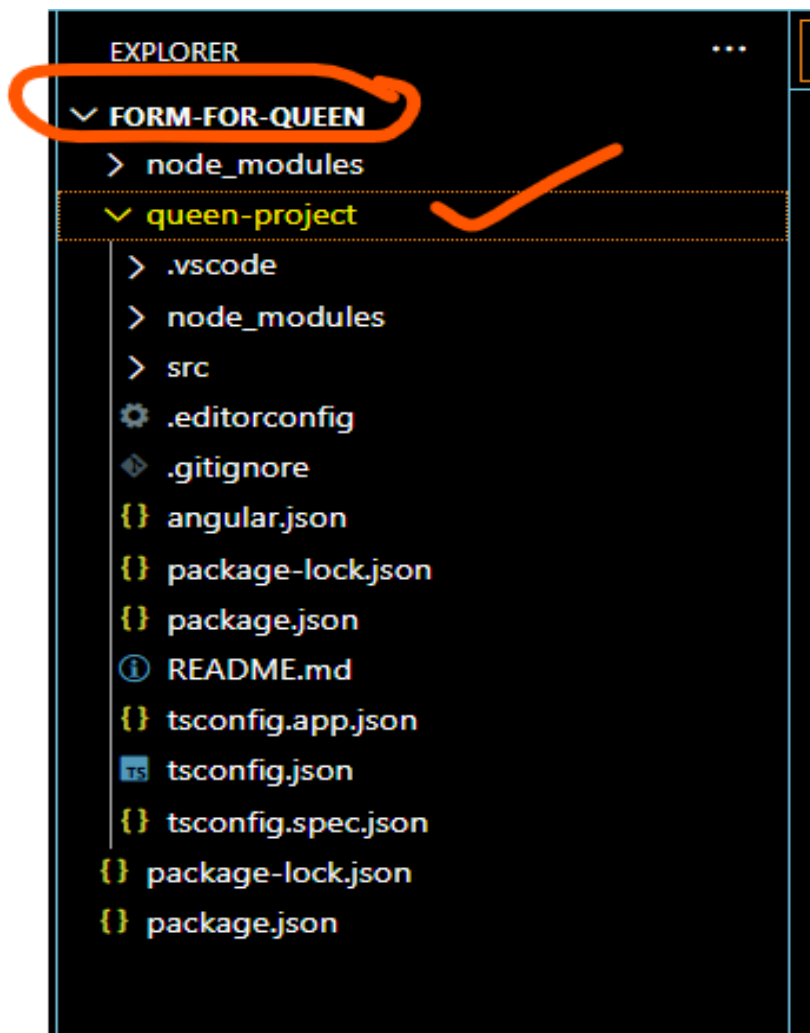 EXPLORER
FORM-FOR-QUEEN
node_modules
queen-project
.vscode
node_modules
src
.editorconfig
.gitignore
{} angular.json
{} package-lock.json
{} package.json
README.md
{} tsconfig.app.json
TS tsconfig.json
{} tsconfig.spec.json
{} package-lock.json
{} package.json